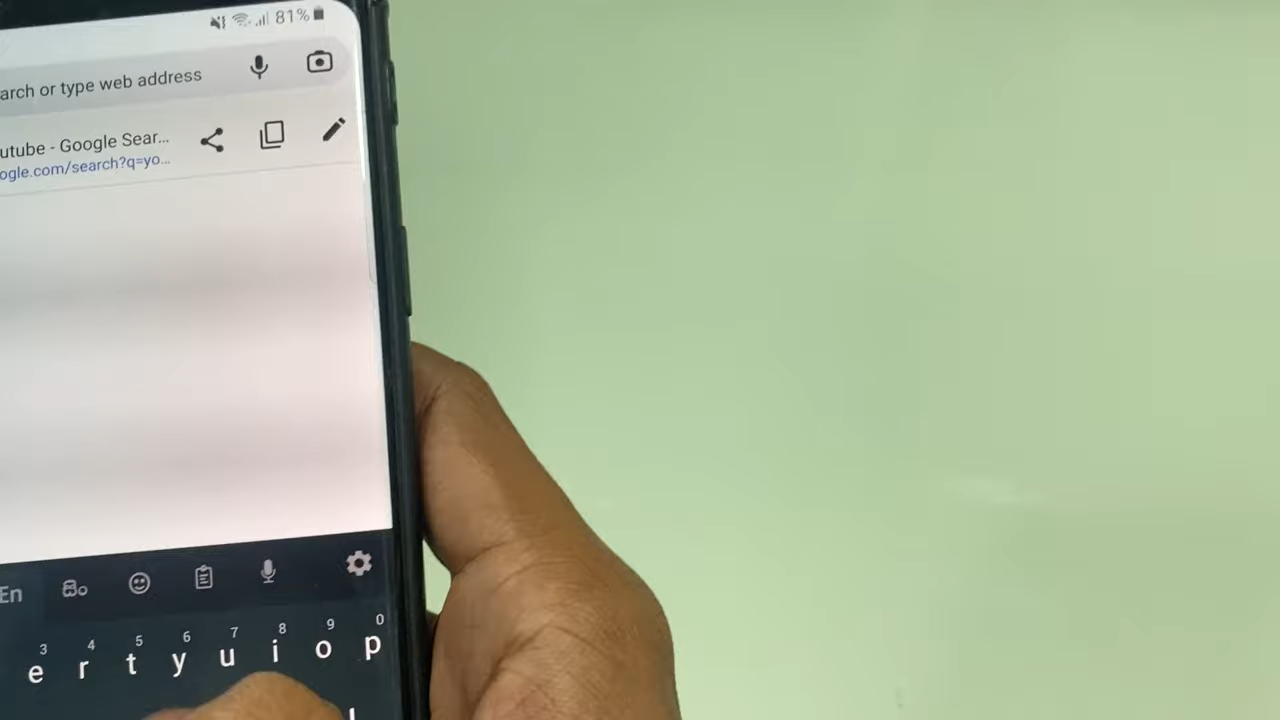 81%
arch or type web address
utube - Google Sear...
ogle.com/search?q=yo...
En
3 4 5 6 7 8 9 0
e r t y u i o p